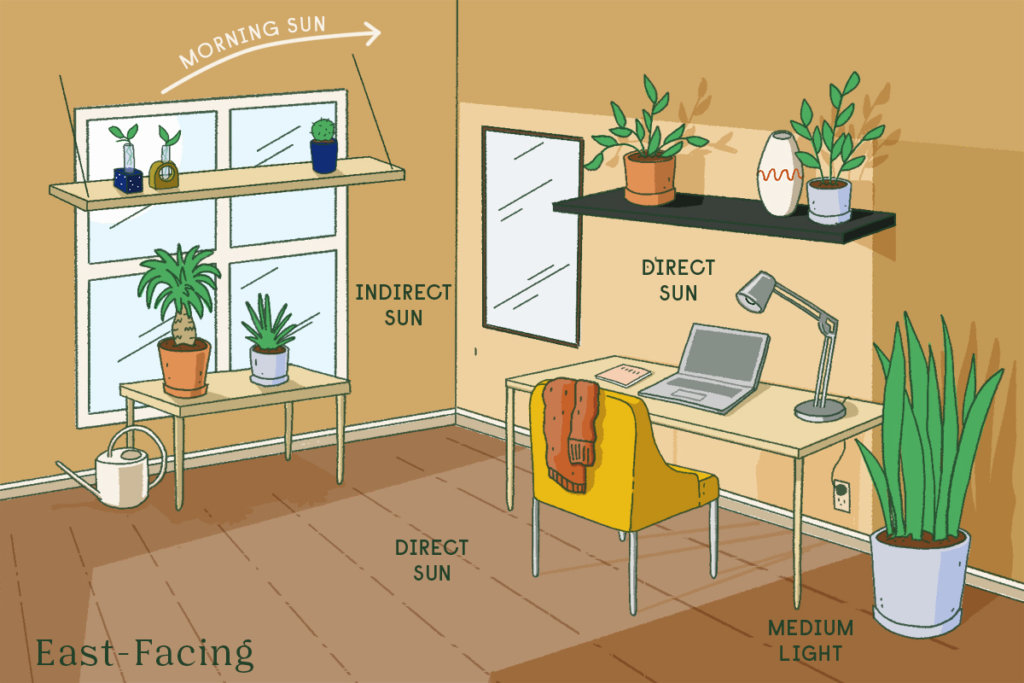 MORNING SUN
INDIRECT
SUN
DIRECT
SUN
DIRECT
SUN
MEDIUM
LIGHT
East-Facing